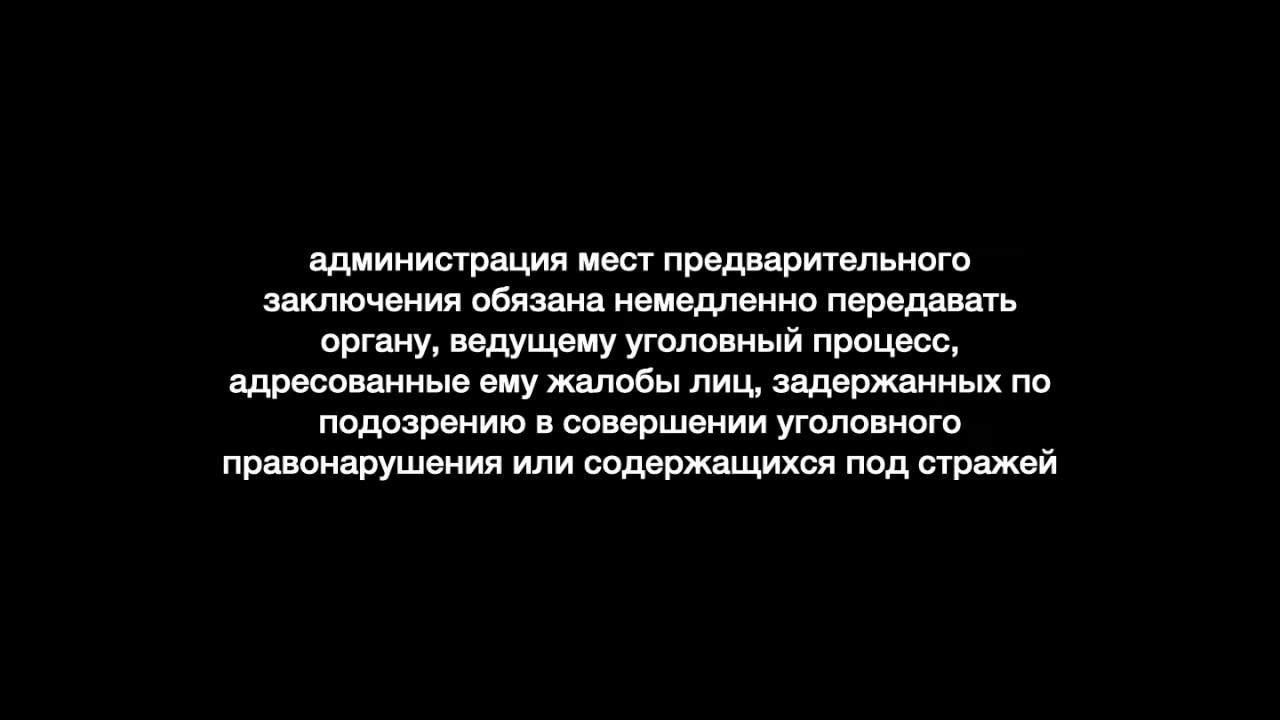 администрация мест предварительного
заключения обязана немедленно передавать
органу, ведущему уголовный процесс,
адресованные ему жалобы лиц, задержанных по
подозрению в совершении уголовного
правонарушения или содержащихся под стражей